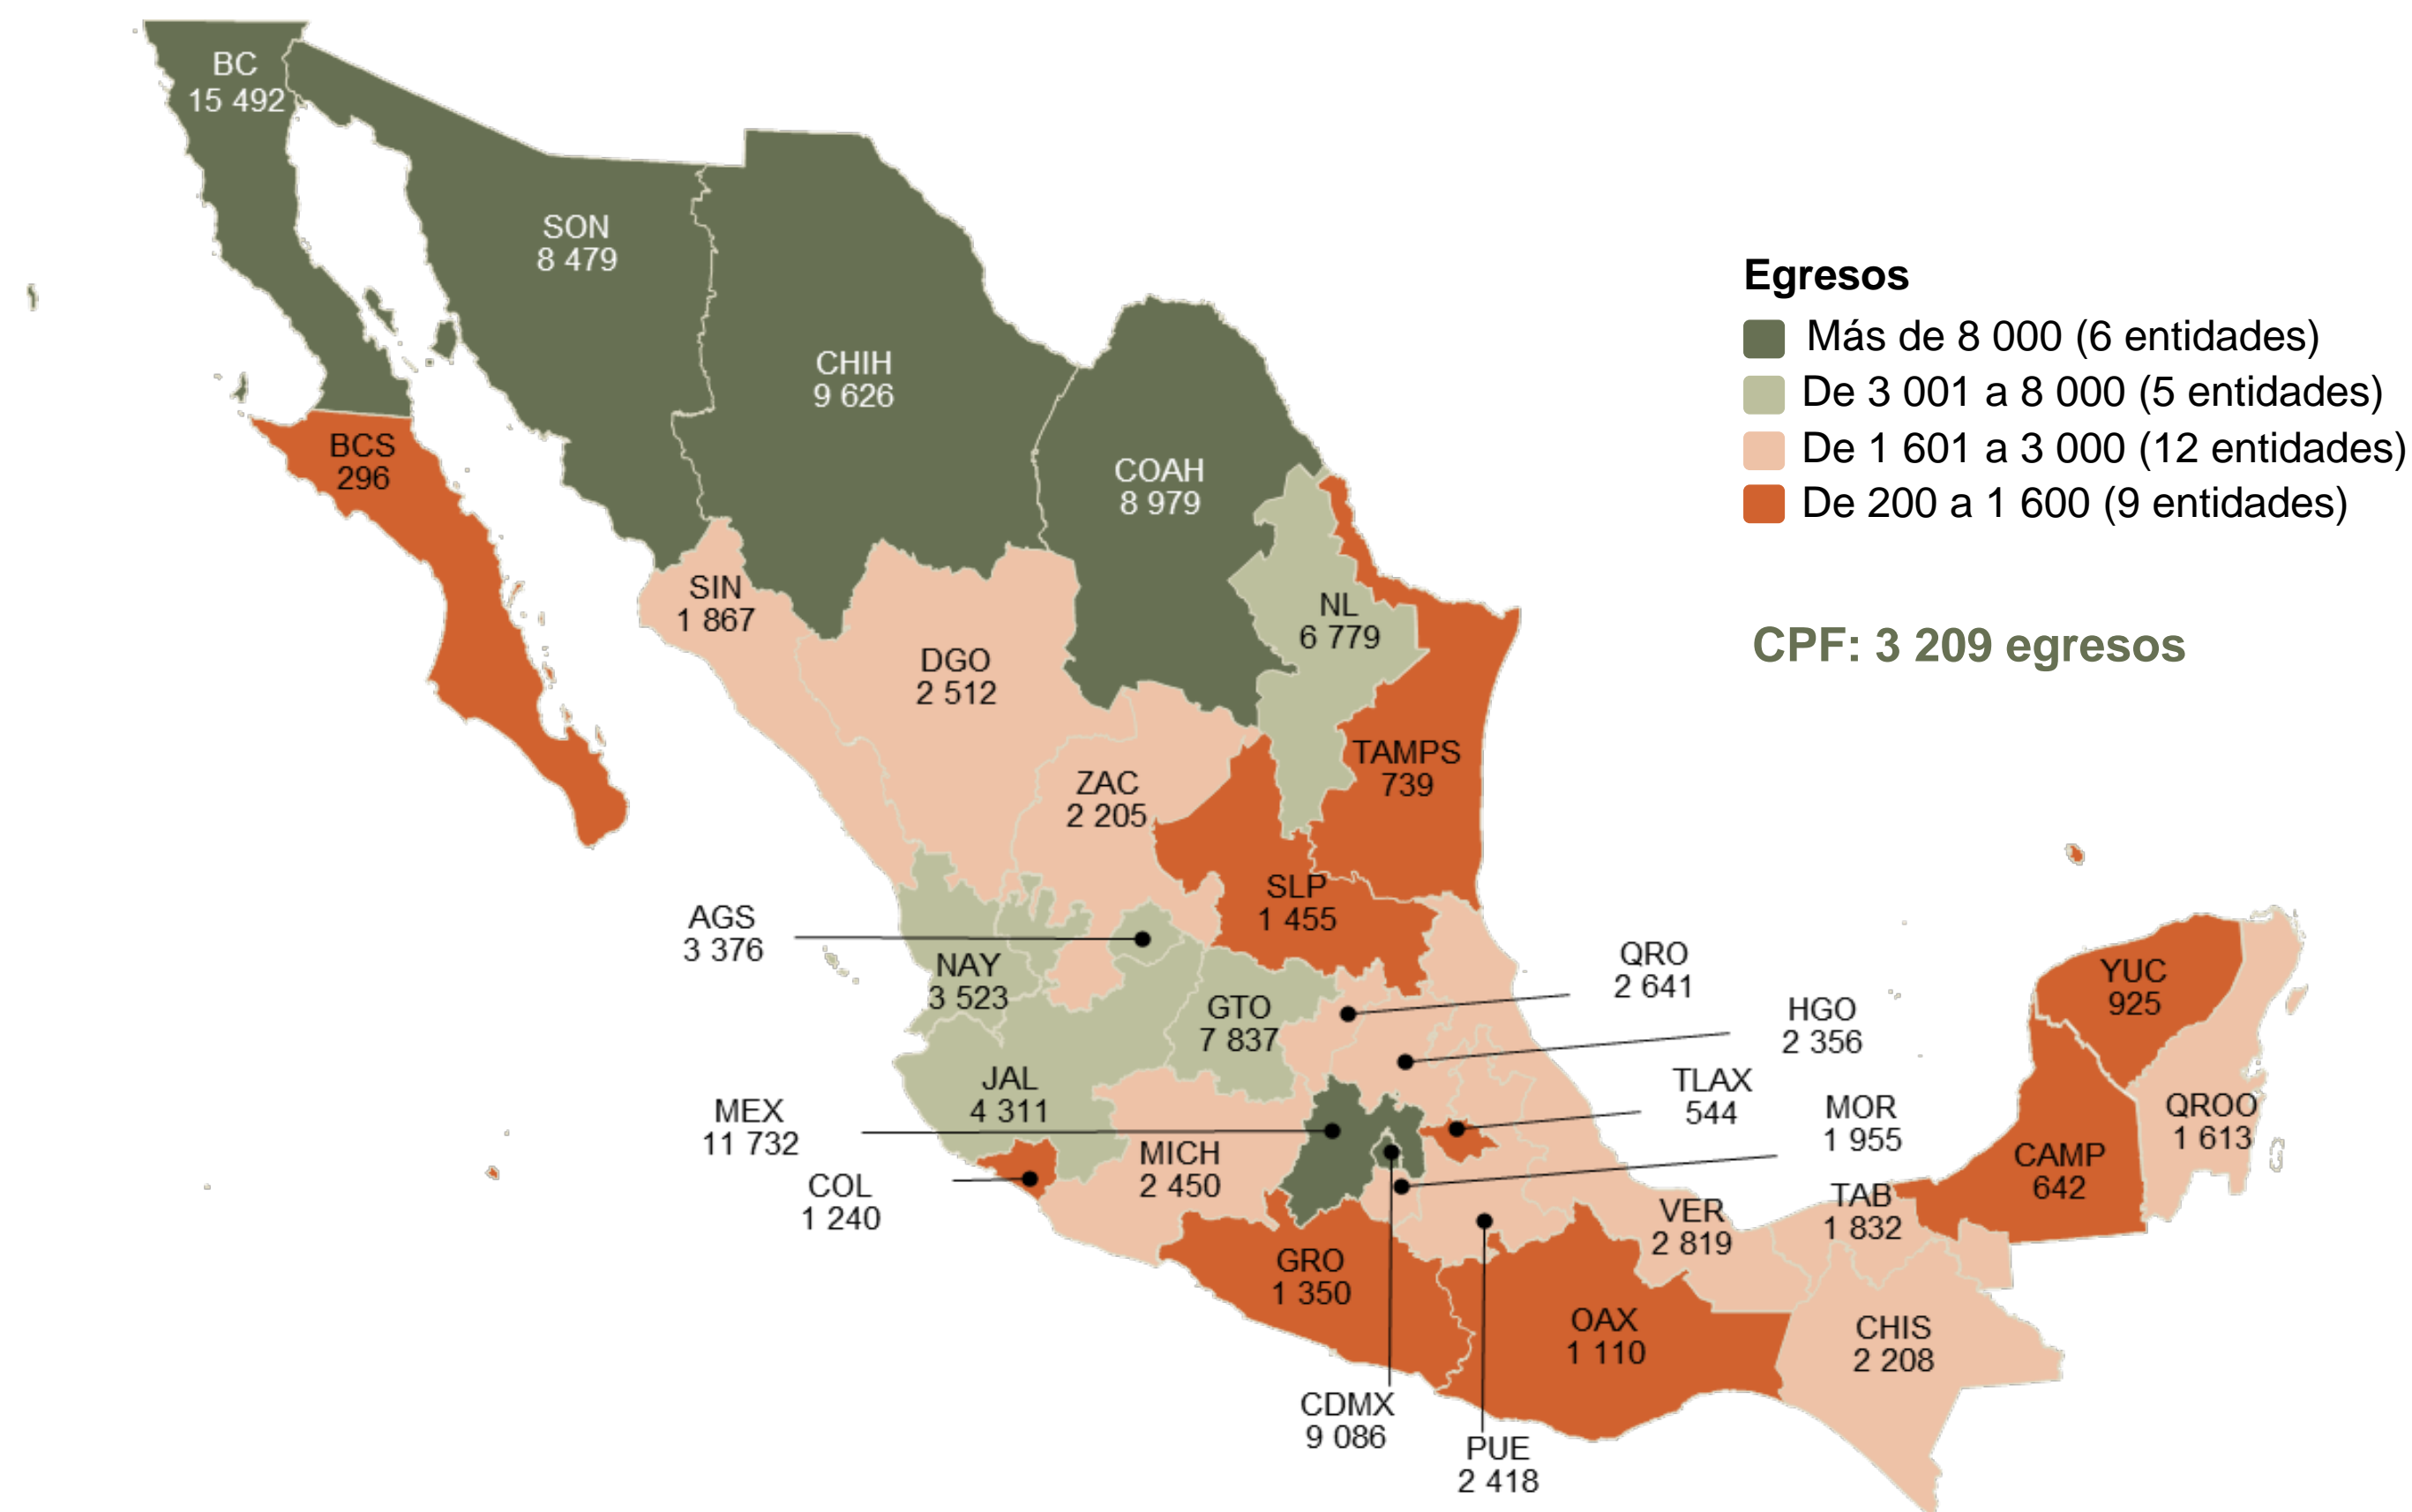 BC
15 492
SON
8 479
CHIH
9 626
COAH
8 979
BCS
296
SIN
1 867
DGO
2 512
NL
6 779
TAMPS
739
ZAC
2 205
SLP
1 455
AGS
3 376
NAY
3 523
GTO
7 837
JAL
4 311
MEX
11 732
COL
1 240
MICH
2 450
GRO
1 350
CDMX
9 086
PUE
2 418
OAX
1 110
QRO
2 641
HGO
2 356
TLAX
544
MOR
1 955
VER
2 819
TAB
1 832
CHIS
2 208
CAMP
642
YUC
925
QROO
1 613
Egresos
Más de 8 000 (6 entidades)
De 3 001 a 8 000 (5 entidades)
De 1 601 a 3 000 (12 entidades)
De 200 a 1 600 (9 entidades)
CPF: 3 209 egresos